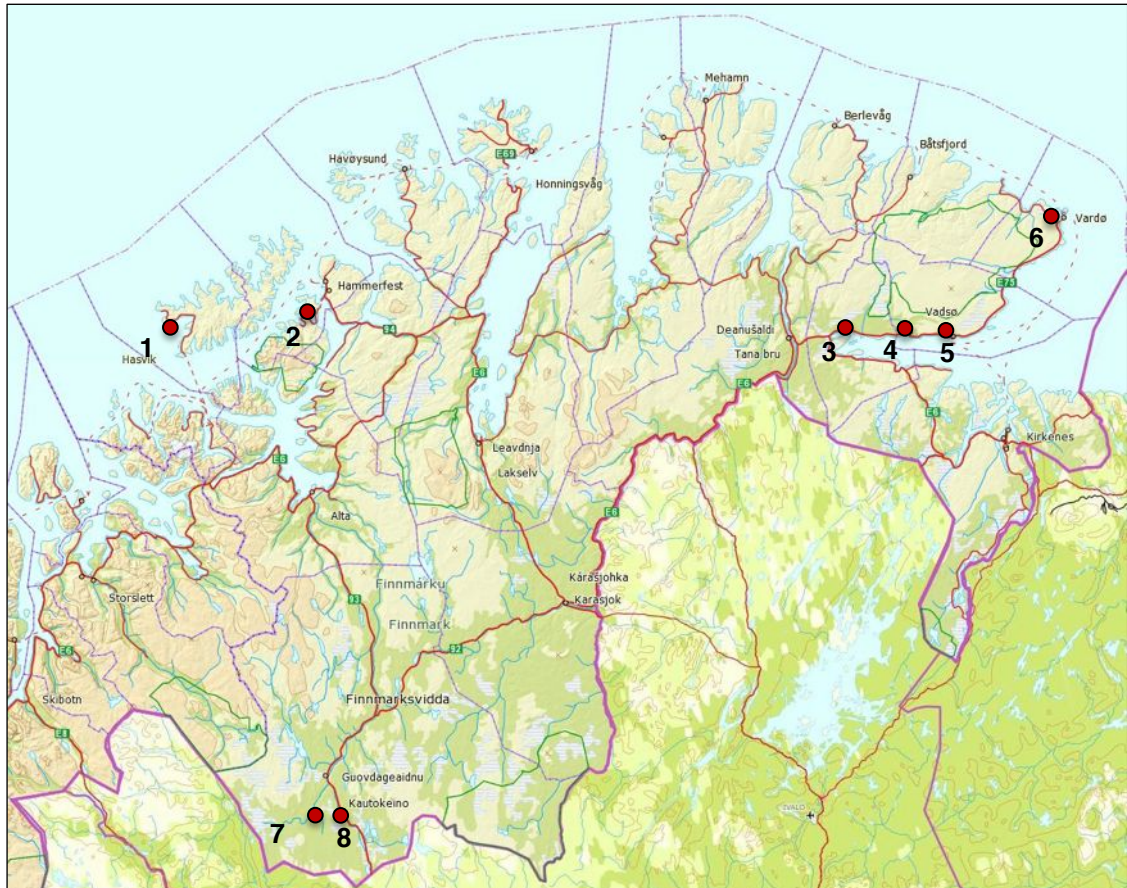 Mehamn
Berlevåg
Båtsfjord
Havøysund
E69
Honningsvåg
Vardø
6
E75
Hammerfest
1
Hasvik
2
94
Vadsø
Deanušaldi
Tana bru
3
4
5
E6
E6
E6
Kirkenes
Leavdnja
Lakselv
E6
Alta
E6
Finnmárku
Finnmark
93
Kárásjohka
Karasjok
Storslett
E6
92
Skibotn
Finnmarksvidda
E8
Guovdageaidnu
Kautokeino
7
8
IVALO